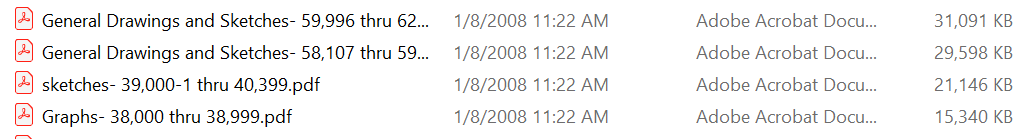 General Drawings and Sketches- 59,996 thru 62... 1/8/2008 11:22 AM Adobe Acrobat Docu... 31,091 KB
General Drawings and Sketches- 58,107 thru 59... 1/8/2008 11:22 AM Adobe Acrobat Docu... 29,598 KB
sketches- 39,000-1 thru 40,399.pdf 1/8/2008 11:22 AM Adobe Acrobat Docu... 21,146 KB
Graphs- 38,000 thru 38,999.pdf 1/8/2008 11:22 AM Adobe Acrobat Docu... 15,340 KB